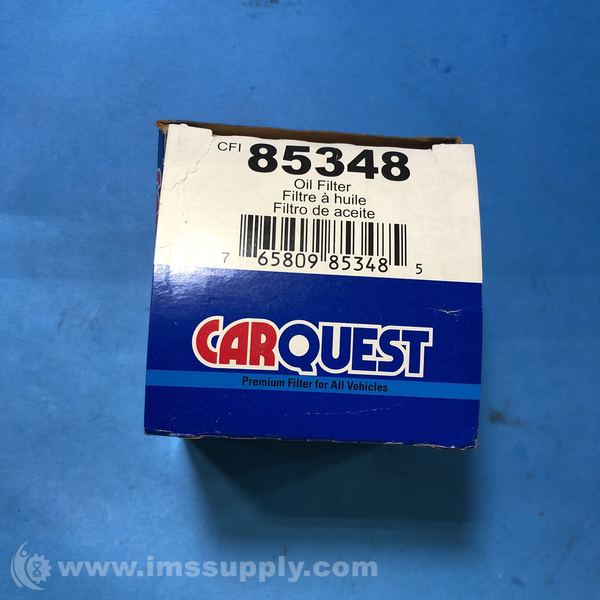 CFI 85348
Oil Filter
Filtre à huile
Filtro de aceite
7 65809 85348 5
CARQUEST
Premium Filter for All Vehicles
www.imssupply.com